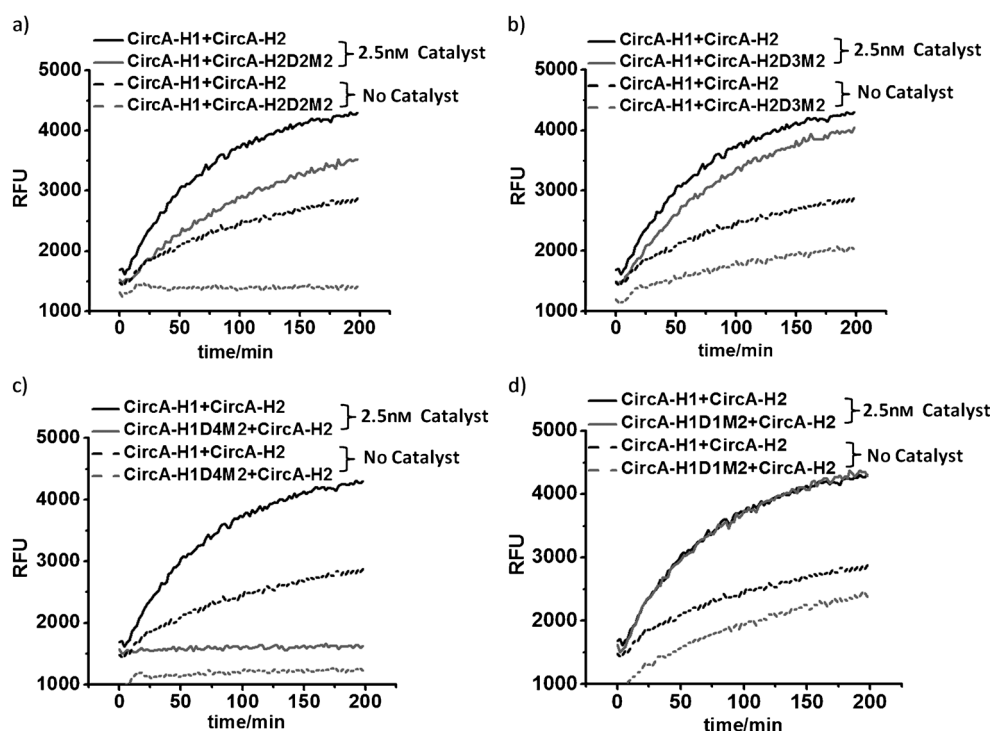 a)
CircA-H1+CircA-H2
CircA-H1+CircA-H2D2M2
2.5nM Catalyst
CircA-H1+CircA-H2
CircA-H1+CircA-H2D2M2
No Catalyst
5000
4000
3000
2000
1000
RFU
0 50 100 150 200
time/min
b)
CircA-H1+CircA-H2
CircA-H1+CircA-H2D3M2
2.5nM Catalyst
CircA-H1+CircA-H2
CircA-H1+CircA-H2D3M2
No Catalyst
5000
4000
3000
2000
1000
RFU
0 50 100 150 200
time/min
c)
CircA-H1+CircA-H2
CircA-H1D4M2+CircA-H2
2.5nM Catalyst
CircA-H1+CircA-H2
CircA-H1D4M2+CircA-H2
No Catalyst
5000
4000
3000
2000
1000
RFU
0 50 100 150 200
time/min
d)
CircA-H1+CircA-H2
CircA-H1D1M2+CircA-H2
2.5nM Catalyst
CircA-H1+CircA-H2
CircA-H1D1M2+CircA-H2
No Catalyst
5000
4000
3000
2000
1000
RFU
0 50 100 150 200
time/min